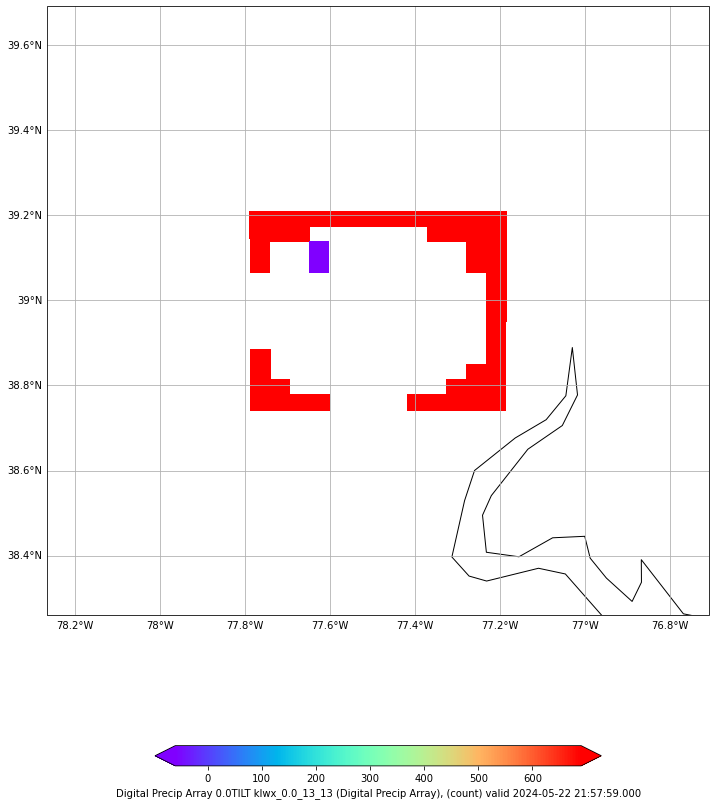 39.6°N
39.4°N
39.2°N
39°N
38.8°N
38.6°N
38.4°N
78.2°W 78°W 77.8°W 77.6°W 77.4°W 77.2°W 77°W 76.8°W
0 100 200 300 400 500 600
Digital Precip Array 0.0TILT klwx_0.0_13_13 (Digital Precip Array), (count) valid 2024-05-22 21:57:59.000